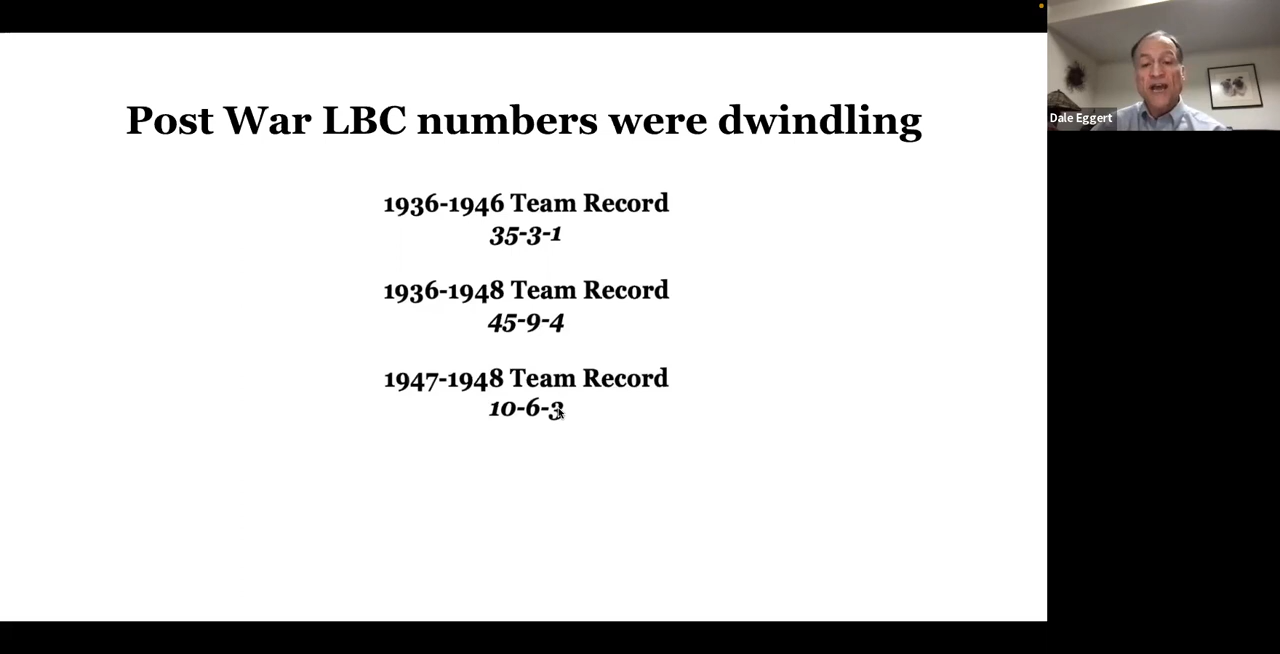 Post War LBC numbers were dwindling
1936-1946 Team Record
35-3-1
1936-1948 Team Record
45-9-4
1947-1948 Team Record
10-6-3
Dale Eggert